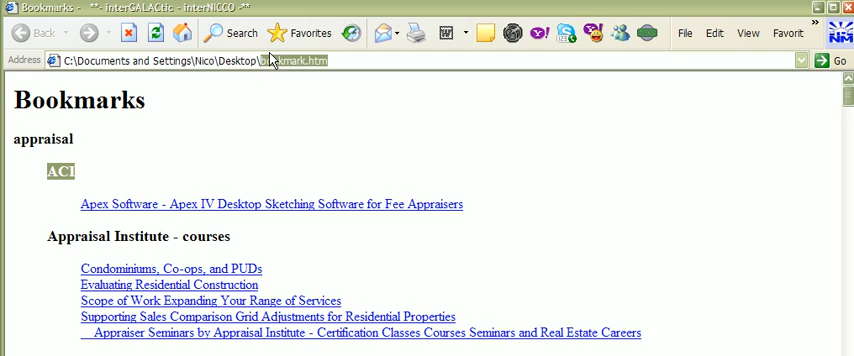 Bookmarks - **- interGALACtic - interNICCO -**
Back Search Favorites File Edit View Favorit
Address C:\Documents and Settings\Nico\Desktop\bookmark.htm Go
Bookmarks
appraisal
ACI
Apex Software - Apex IV Desktop Sketching Software for Fee Appraisers
Appraisal Institute - courses
Condominiums, Co-ops, and PUDs
Evaluating Residential Construction
Scope of Work Expanding Your Range of Services
Supporting Sales Comparison Grid Adjustments for Residential Properties
Appraiser Seminars by Appraisal Institute - Certification Classes Courses Seminars and Real Estate Careers